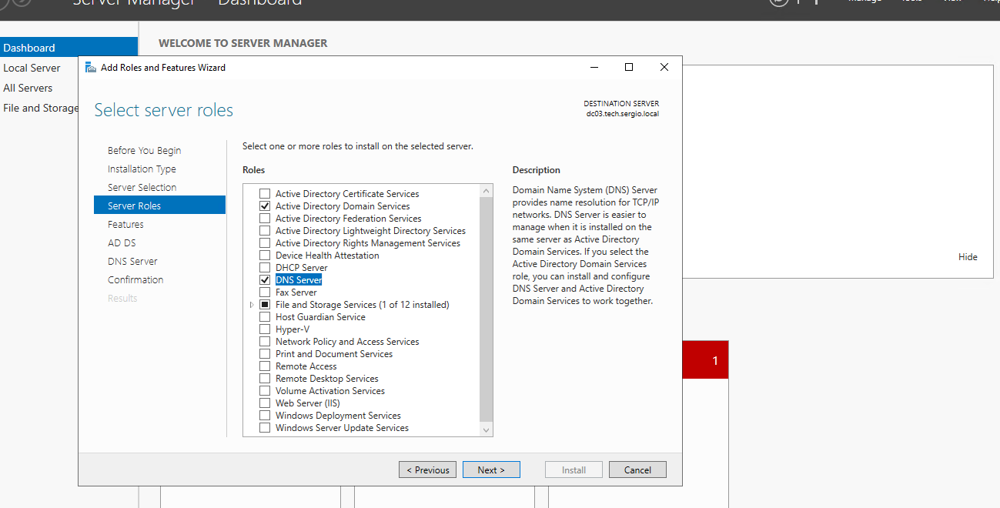 Server Manager Dashboard
Manage Tools View Help
Dashboard
Local Server
All Servers
File and Storage
WELCOME TO SERVER MANAGER
Add Roles and Features Wizard
Select server roles
DESTINATION SERVER
dc03.tech.sergio.local
Before You Begin
Installation Type
Server Selection
Server Roles
Features
AD DS
DNS Server
Confirmation
Results
Select one or more roles to install on the selected server.
Roles
Active Directory Certificate Services
Active Directory Domain Services
Active Directory Federation Services
Active Directory Lightweight Directory Services
Active Directory Rights Management Services
Device Health Attestation
DHCP Server
DNS Server
Fax Server
File and Storage Services (1 of 12 installed)
Host Guardian Service
Hyper-V
Network Policy and Access Services
Print and Document Services
Remote Access
Remote Desktop Services
Volume Activation Services
Web Server (IIS)
Windows Deployment Services
Windows Server Update Services
Description
Domain Name System (DNS) Server
provides name resolution for TCP/IP
networks. DNS Server is easier to
manage when it is installed on the
same server as Active Directory
Domain Services. If you select the
Active Directory Domain Services
role, you can install and configure
DNS Server and Active Directory
Domain Services to work together.
Hide
1
< Previous
Next >
Install
Cancel